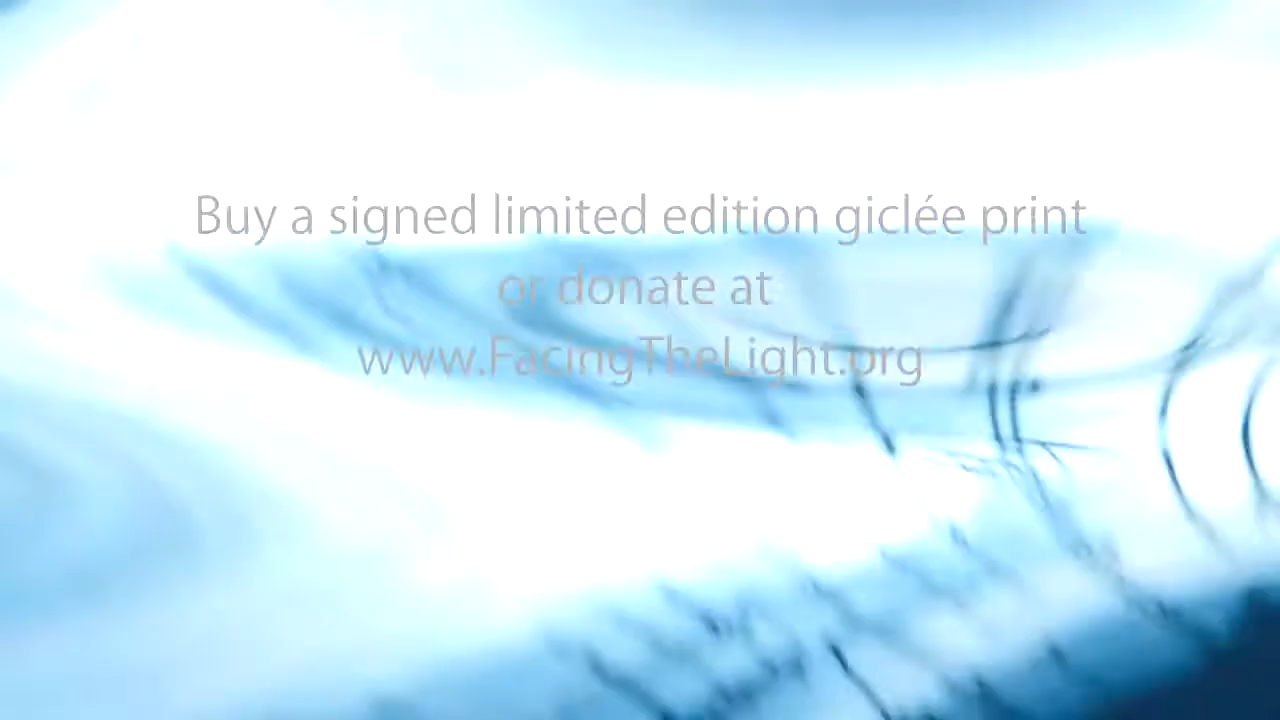 Buy a signed limited edition giclée print
or donate at
www.FacingTheLight.org